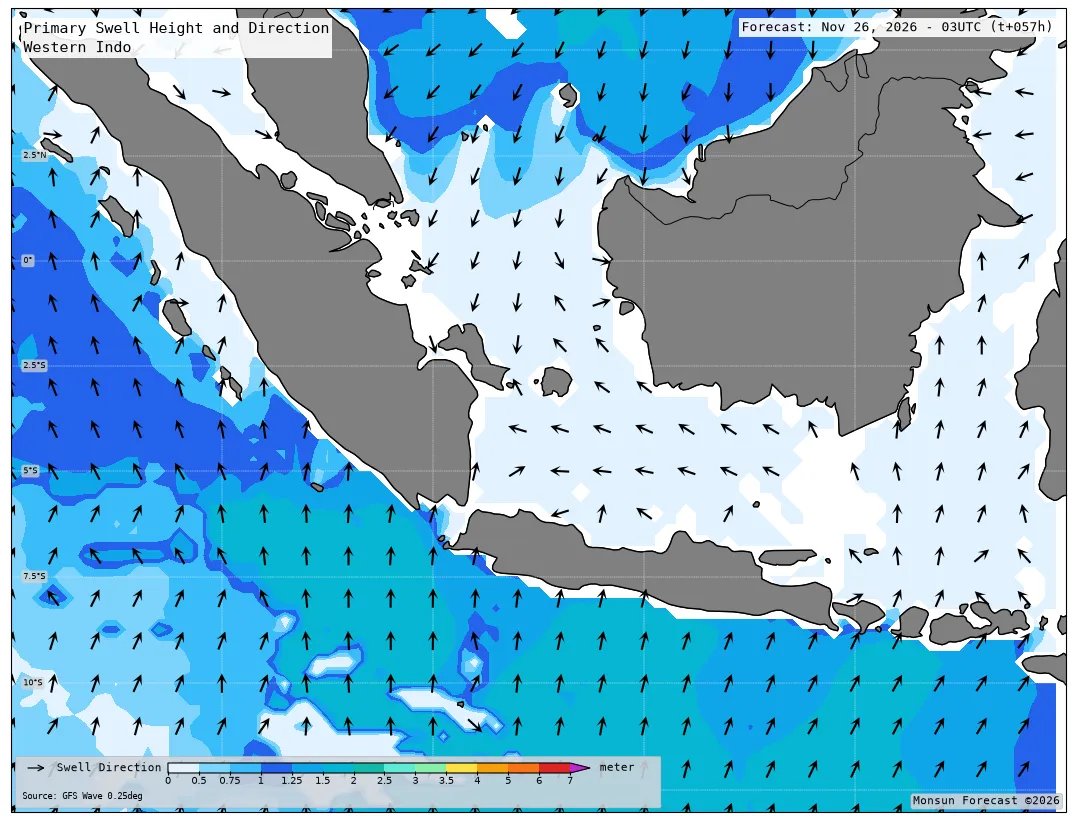 Primary Swell Height and Direction
Western Indo
Forecast: Nov 26, 2026 - 03UTC (t+057h)
2.5°N
0°
2.5°S
5°S
7.5°S
10°S
Swell Direction
meter
0 0.5 0.75 1 1.25 1.5 2 2.5 3 3.5 4 5 6 7
Source: GFS Wave 0.25deg
Monsun Forecast ©2026